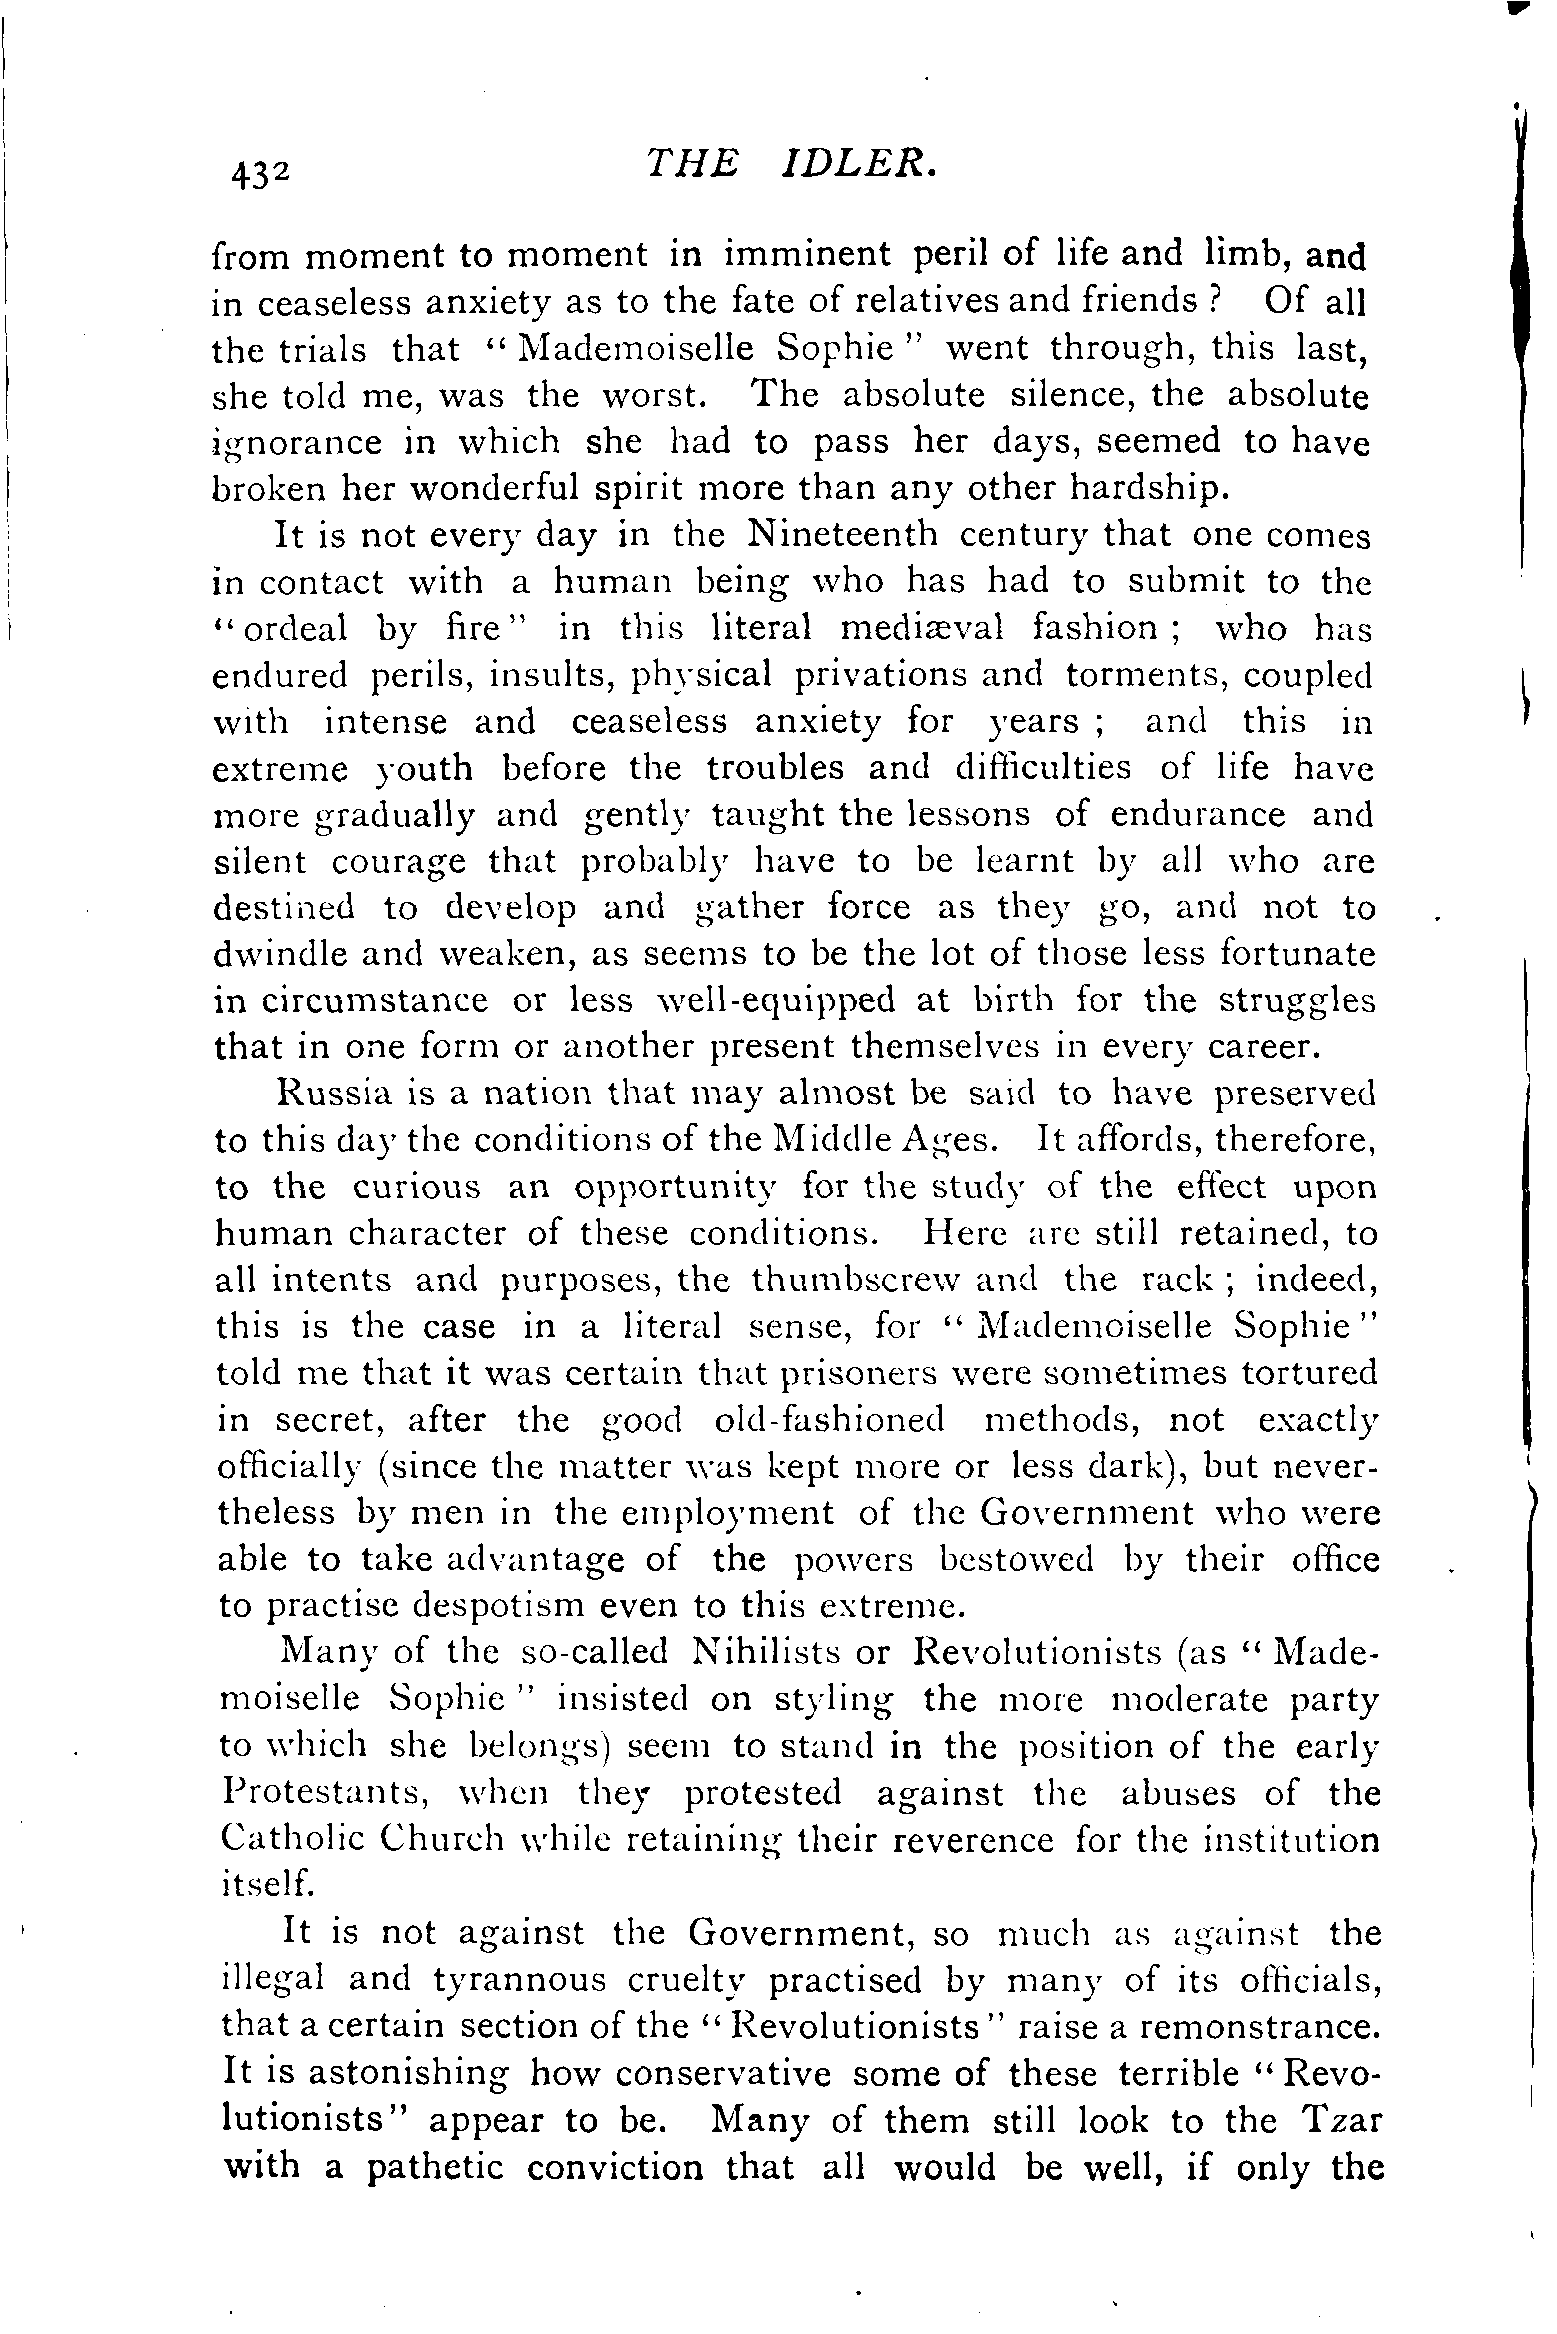 432
THE IDLER.
from moment to moment in imminent peril of life and limb, and
in ceaseless anxiety as to the fate of relatives and friends ? Of all
the trials that “ Mademoiselle Sophie ” went through, this last,
she told me, was the worst. The absolute silence, the absolute
ignorance in which she had to pass her days, seemed to have
broken her wonderful spirit more than any other hardship.
It is not every day in the Nineteenth century that one comes
in contact with a human being who has had to submit to the
“ ordeal by fire ” in this literal mediæval fashion ; who has
endured perils, insults, physical privations and torments, coupled
with intense and ceaseless anxiety for years ; and this in
extreme youth before the troubles and difficulties of life have
more gradually and gently taught the lessons of endurance and
silent courage that probably have to be learnt by all who are
destined to develop and gather force as they go, and not to
dwindle and weaken, as seems to be the lot of those less fortunate
in circumstance or less well-equipped at birth for the struggles
that in one form or another present themselves in every career.
Russia is a nation that may almost be said to have preserved
to this day the conditions of the Middle Ages. It affords, therefore,
to the curious an opportunity for the study of the effect upon
human character of these conditions. Here are still retained, to
all intents and purposes, the thumbscrew and the rack ; indeed,
this is the case in a literal sense, for “ Mademoiselle Sophie ”
told me that it was certain that prisoners were sometimes tortured
in secret, after the good old-fashioned methods, not exactly
officially (since the matter was kept more or less dark), but never-
theless by men in the employment of the Government who were
able to take advantage of the powers bestowed by their office
to practise despotism even to this extreme.
Many of the so-called Nihilists or Revolutionists (as “ Made-
moiselle Sophie ” insisted on styling the more moderate party
to which she belongs) seem to stand in the position of the early
Protestants, when they protested against the abuses of the
Catholic Church while retaining their reverence for the institution
itself.
It is not against the Government, so much as against the
illegal and tyrannous cruelty practised by many of its officials,
that a certain section of the “ Revolutionists ” raise a remonstrance.
It is astonishing how conservative some of these terrible “ Revo-
lutionists ” appear to be. Many of them still look to the Tzar
with a pathetic conviction that all would be well, if only the